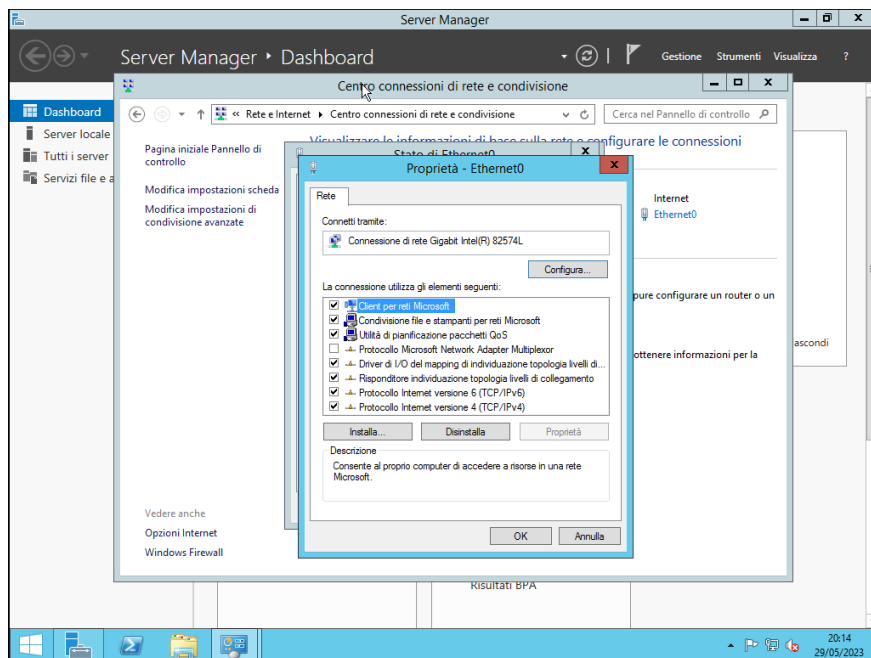 Server Manager
Server Manager • Dashboard
Gestione Strumenti Visualizza ?
Centro connessioni di rete e condivisione
Dashboard
Server locale
Tutti i server
Servizi file e a
« Rete e Internet Centro connessioni di rete e condivisione
Cerca nel Pannello di controllo
Pagina iniziale Pannello di
controllo
Modifica impostazioni scheda
Modifica impostazioni di
condivisione avanzate
Visualizzare le informazioni di base sulla rete e configurare le connessioni
Stato di Ethernet0
Internet
Ethernet0
pure configurare un router o un
ottenere informazioni per la
ascondi
Proprietà - Ethernet0
Rete
Connetti tramite:
Connessione di rete Gigabit Intel(R) 82574L
Configura...
La connessione utilizza gli elementi seguenti:
Client per reti Microsoft
Condivisione file e stampanti per reti Microsoft
Utilità di pianificazione pacchetti QoS
Protocollo Microsoft Network Adapter Multiplexor
Driver di I/O del mapping di individuazione topologia livelli di...
Risponditore individuazione topologia livelli di collegamento
Protocollo Internet versione 6 (TCP/IPv6)
Protocollo Internet versione 4 (TCP/IPv4)
Installa... Disinstalla Proprietà
Descrizione
Consente al proprio computer di accedere a risorse in una rete
Microsoft.
OK Annulla
Vedere anche
Opzioni Internet
Windows Firewall
Risultati BPA
20:14
29/05/2023